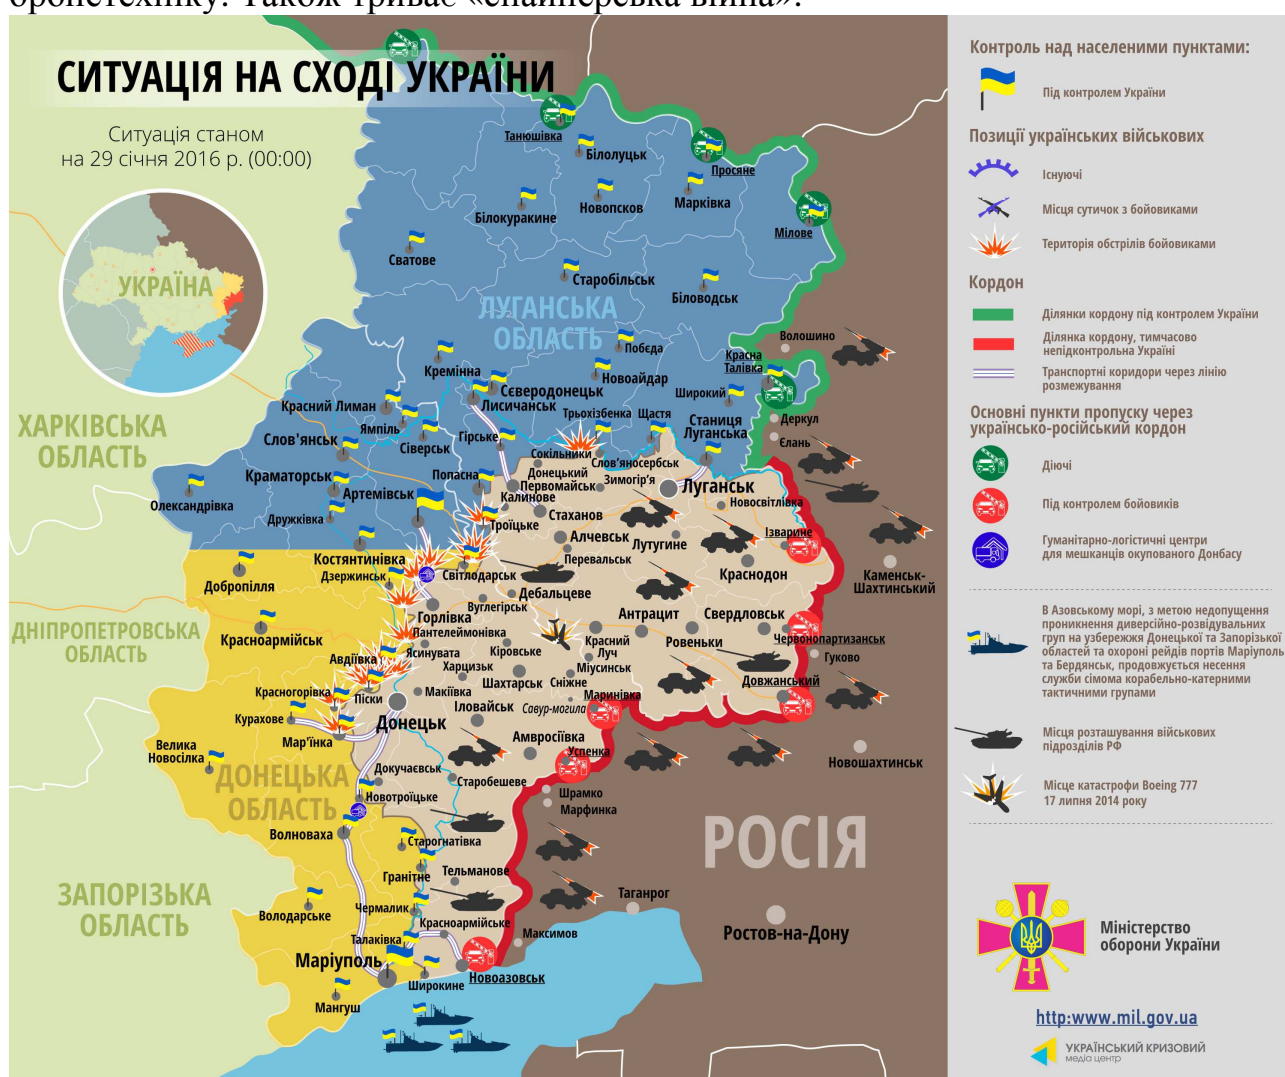 бронетехніку. Також триває «снайперська війна».
СИТУАЦІЯ НА СХОДІ УКРАЇНИ
Ситуація станом
на 29 січня 2016 р. (00:00)
УКРАЇНА
ХАРКІВСЬКА
ОБЛАСТЬ
ДНІПРОПЕТРОВСЬКА
ОБЛАСТЬ
ЗАПОРІЗЬКА
ОБЛАСТЬ
ЛУГАНСЬКА
ОБЛАСТЬ
ДОНЕЦЬКА
ОБЛАСТЬ
РОСІЯ
Танюшівка
Білолуцьк
Просяне
Білокуракине
Новопсков
Марківка
Мілове
Сватове
Старобільськ
Біловодськ
Волошино
Побєда
Красна
Талівка
Кремінна
Новоайдар
Сєверодонецьк
Лисичанськ
Широкий
Красний Лиман
Трьохізбенка
Щастя
Станиця
Луганська
Деркул
Ямпіль
Слов'янськ
Сіверськ
Гірське
Єлань
Сокільники
Слов’яносербськ
Краматорськ
Попасна
Донецький
Первомайськ
Зимогір’я
Луганськ
Олександрівка
Артемівськ
Калинове
Новосвітлівка
Дружківка
Троїцьке
Стаханов
Ізварине
Алчевськ
Лутугине
Костянтинівка
Перевальськ
Дзержинськ
Світлодарськ
Краснодон
Каменськ-
Шахтинський
Добропілля
Дебальцеве
Вуглегірськ
Горлівка
Антрацит
Свердловськ
Красноармійськ
Пантелеймонівка
Красний
Луч
Ровеньки
Червонопартизанськ
Ясинувата
Кіровське
Авдіївка
Гуково
Харцизьк
Міусинськ
Шахтарськ
Сніжне
Довжанський
Красногорівка
Піски
Макіївка
Маринівка
Іловайськ
Савур-могила
Курахове
Донецьк
Мар’їнка
Амвросіївка
Успенка
Велика
Новосілка
Новошахтинськ
Докучаєвськ
Старобешеве
Новотроїцьке
Шрамко
Марфинка
Волноваха
Старогнатівка
Гранітне
Тельманове
Таганрог
Володарське
Чермалик
Красноармійське
Ростов-на-Дону
Максимов
Талаківка
Маріуполь
Широкине
Новоазовськ
Мангуш
Контроль над населеними пунктами:
Під контролем України
Позиції українських військових
Існуючі
Місця сутичок з бойовиками
Територія обстрілів бойовиками
Кордон
Ділянки кордону під контролем України
Ділянка кордону, тимчасово
непідконтрольна Україні
Транспортні коридори через лінію
розмежування
Основні пункти пропуску через
українсько-російський кордон
Діючі
Під контролем бойовиків
Гуманітарно-логістичні центри
для мешканців окупованого Донбасу
В Азовському морі, з метою недопущення
проникнення диверсійно-розвідувальних
груп на узбережжя Донецької та Запорізької
областей та охороні рейдів портів Маріуполь
та Бердянськ, продовжується несення
служби сімома корабельно-катерними
тактичними групами
Місця розташування військових
підрозділів РФ
Місце катастрофи Boeing 777
17 липня 2014 року
Міністерство
оборони України
http:www.mil.gov.ua
УКРАЇНСЬКИЙ КРИЗОВИЙ
медіа центр